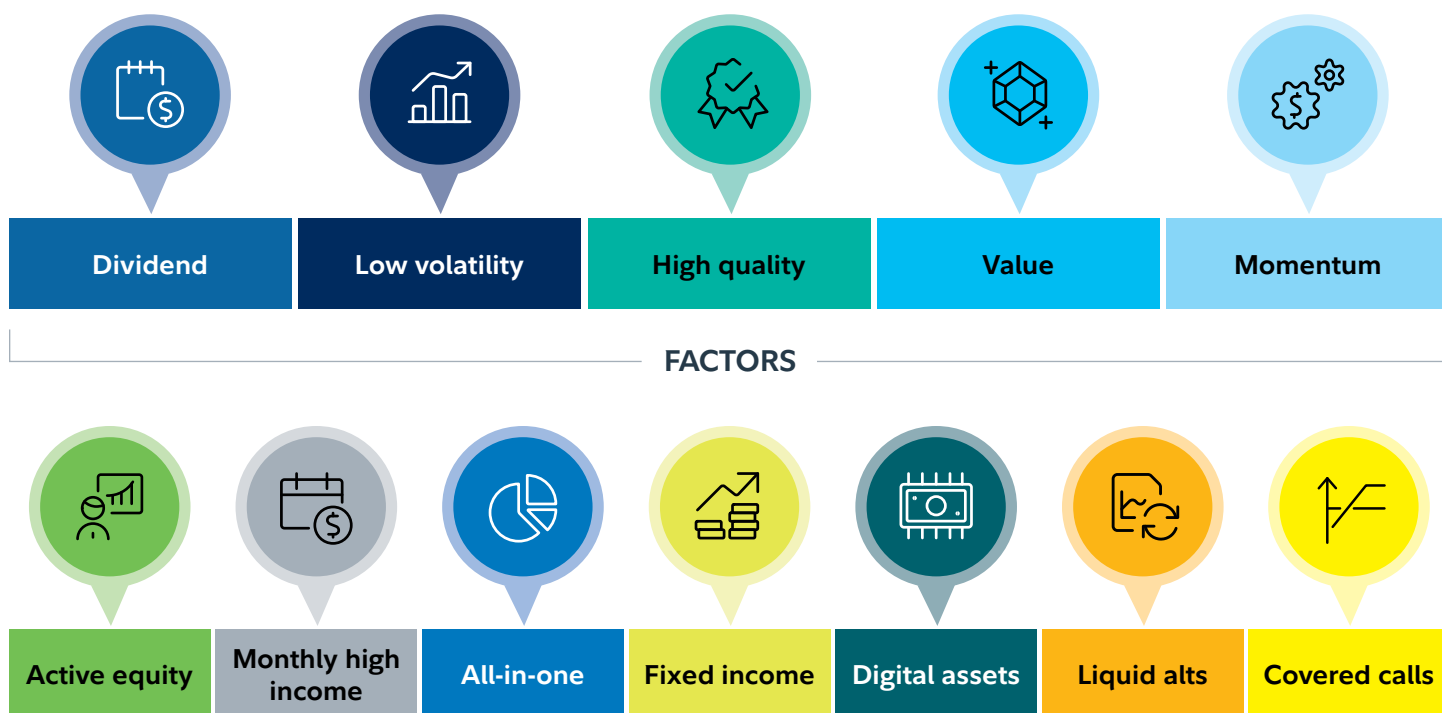 Dividend
Low volatility
High quality
Value
Momentum
FACTORS
Active equity
Monthly high
income
All-in-one
Fixed income
Digital assets
Liquid alts
Covered calls